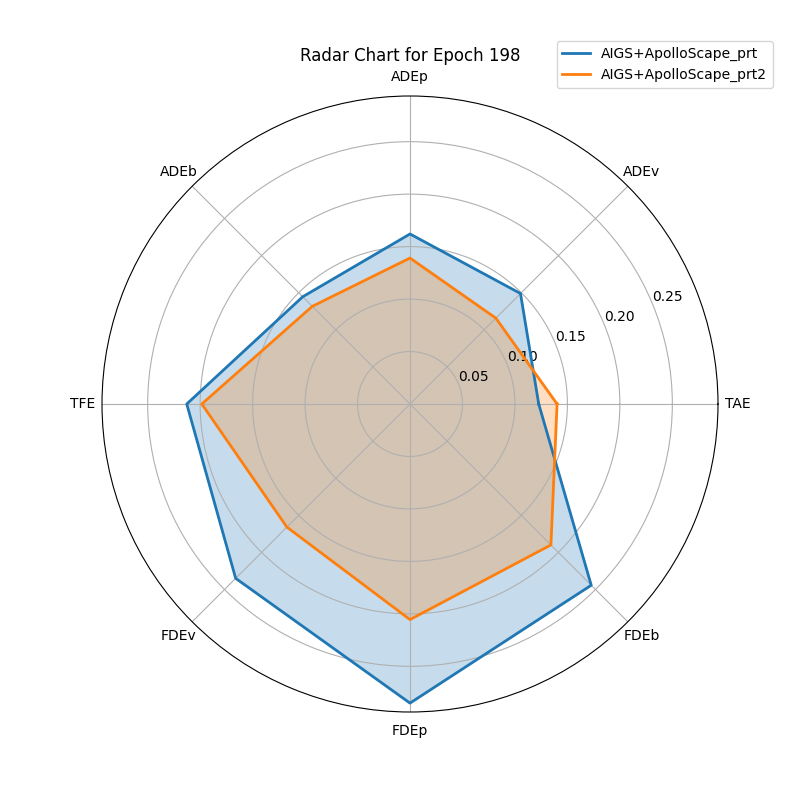 AIGS+ApolloScape_prt
AIGS+ApolloScape_prt2
Radar Chart for Epoch 198
ADEp
ADEb
ADEv
0.25
0.20
0.15
0.10
0.05
TFE
TAE
FDEv
FDEb
FDEp